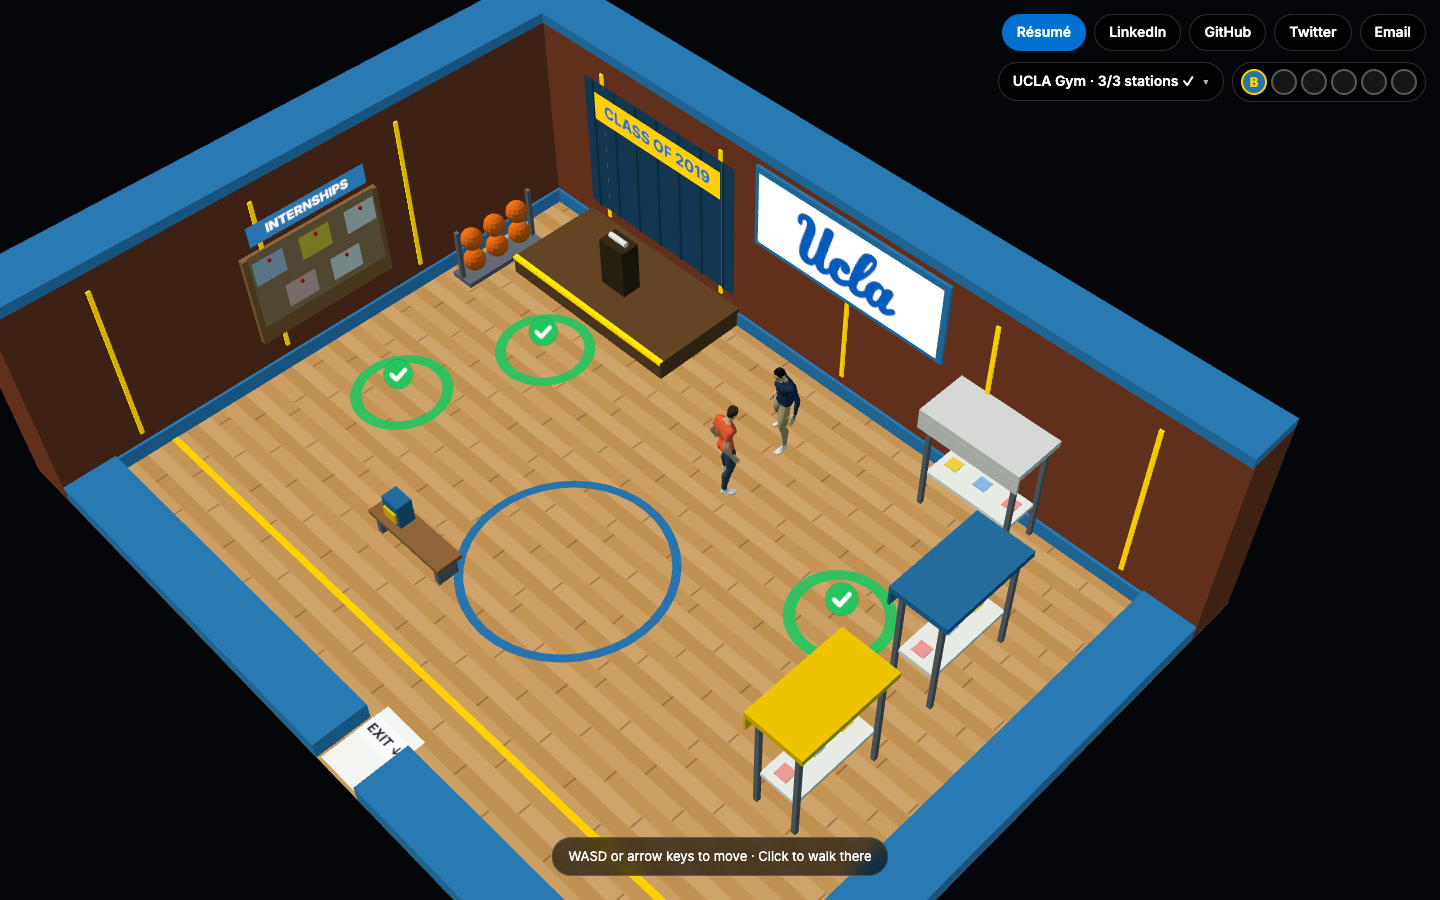 Résumé
LinkedIn
GitHub
Twitter
Email
UCLA Gym · 3/3 stations ✓ ▾
B
CLASS OF 2019
INTERNSHIPS
Ucla
EXIT ↓
WASD or arrow keys to move · Click to walk there